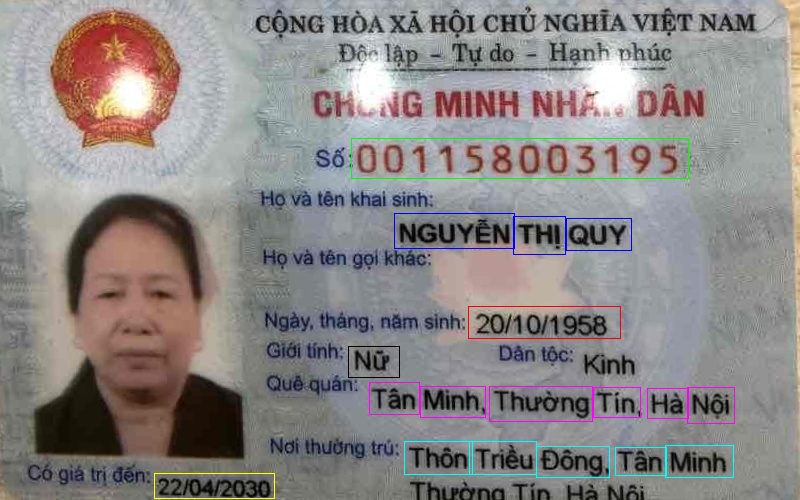 CỘNG HÒA XÃ HỘI CHỦ NGHĨA VIỆT NAM
Độc lập - Tự do - Hạnh phúc
CHỨNG MINH NHÂN DÂN
Số: 001158003195
Họ và tên khai sinh:
NGUYỄN THỊ QUY
Họ và tên gọi khác:
Ngày, tháng, năm sinh: 20/10/1958
Giới tính: Nữ Dân tộc: Kinh
Quê quán: Tân Minh, Thường Tín, Hà Nội
Nơi thường trú: Thôn Triều Đông, Tân Minh
Thường Tín, Hà Nội
Có giá trị đến: 22/04/2030